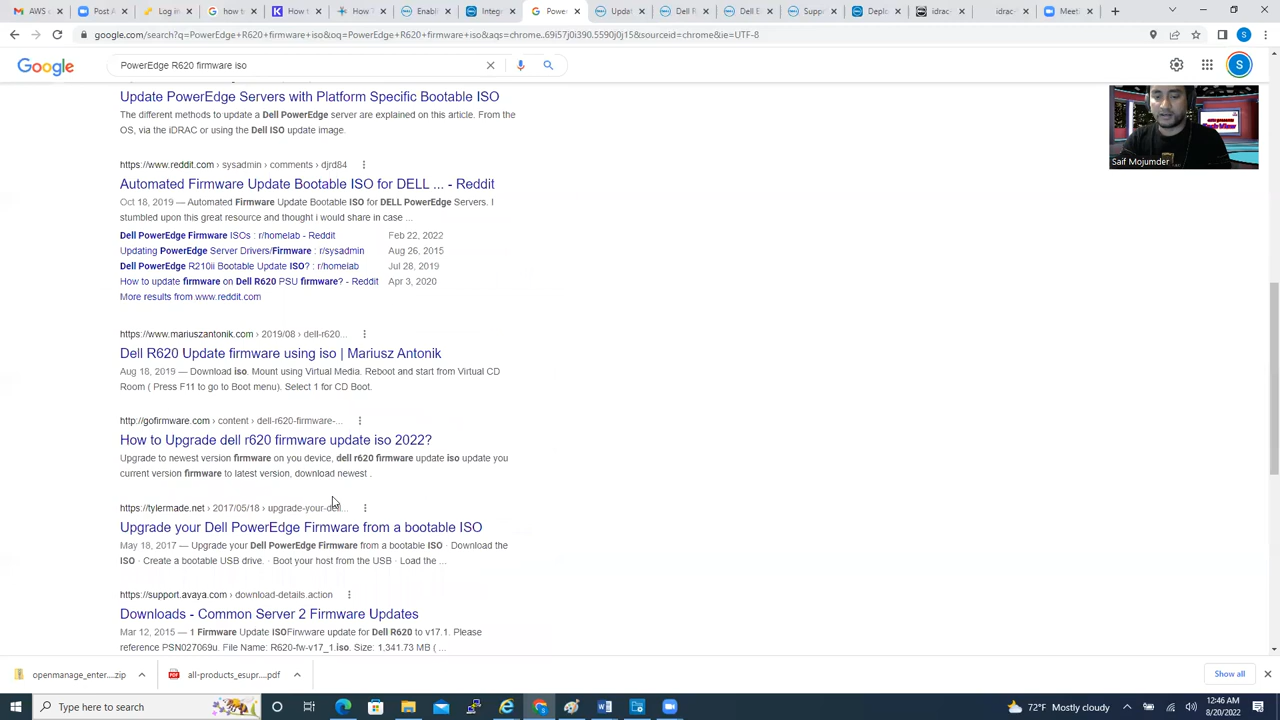 AWS c
Post A
G how to
How i
Enabl
Powe
Updat
Dell R
Dell E
Supp
Deplo
idrac
idrac-
Meeti
google.com/search?q=PowerEdge+R620+firmware+iso&oq=PowerEdge+R620+firmware+iso&aqs=chrome..69i57j0i390.5590j0j15&sourceid=chrome&ie=UTF-8
S
Google
PowerEdge R620 firmware iso
S
Update PowerEdge Servers with Platform Specific Bootable ISO
The different methods to update a Dell PowerEdge server are explained on this article. From the
OS, via the iDRAC or using the Dell ISO update image.
Saif Mojumder
https://www.reddit.com › sysadmin › comments › djrd84
Automated Firmware Update Bootable ISO for DELL ... - Reddit
Oct 18, 2019 — Automated Firmware Update Bootable ISO for DELL PowerEdge Servers. I
stumbled upon this great resource and thought i would share in case ...
Dell PowerEdge Firmware ISOs : r/homelab - Reddit Feb 22, 2022
Updating PowerEdge Server Drivers/Firmware : r/sysadmin Aug 26, 2015
Dell PowerEdge R210ii Bootable Update ISO? : r/homelab Jul 28, 2019
How to update firmware on Dell R620 PSU firmware? - Reddit Apr 3, 2020
More results from www.reddit.com
https://www.mariuszantonik.com › 2019/08 › dell-r620...
Dell R620 Update firmware using iso | Mariusz Antonik
Aug 18, 2019 — Download iso. Mount using Virtual Media. Reboot and start from Virtual CD
Room ( Press F11 to go to Boot menu). Select 1 for CD Boot.
http://gofirmware.com › content › dell-r620-firmware-...
How to Upgrade dell r620 firmware update iso 2022?
Upgrade to newest version firmware on you device, dell r620 firmware update iso update you
current version firmware to latest version, download newest .
https://tylermade.net › 2017/05/18 › upgrade-your-dell...
Upgrade your Dell PowerEdge Firmware from a bootable ISO
May 18, 2017 — Upgrade your Dell PowerEdge Firmware from a bootable ISO · Download the
ISO · Create a bootable USB drive. · Boot your host from the USB · Load the ...
https://support.avaya.com › download-details.action
Downloads - Common Server 2 Firmware Updates
Mar 12, 2015 — 1 Firmware Update ISOFirwware update for Dell R620 to v17.1. Please
reference PSN027069u. File Name: R620-fw-v17_1.iso. Size: 1,341.73 MB ( ...
openmanage_enter....zip
all-products_esupr....pdf
Show all
Type here to search
72°F Mostly cloudy
12:46 AM
8/20/2022